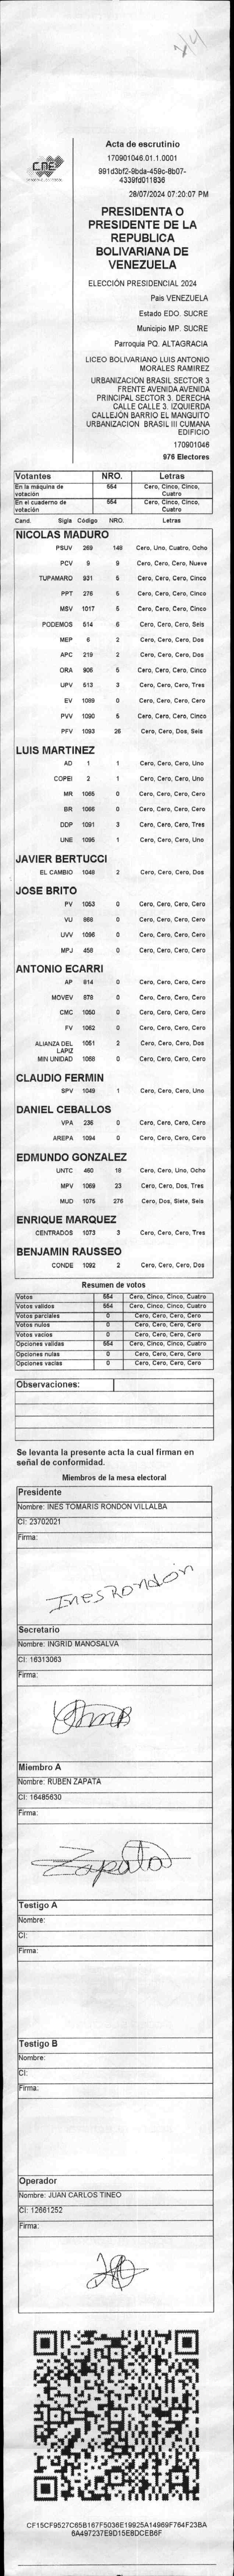 2/4
CNE
Acta de escrutinio
170901046.01.1.0001
991d3bf2-9bda-459c-8b07-
4339fd011836
28/07/2024 07:20:07 PM
PRESIDENTA O
PRESIDENTE DE LA
REPUBLICA
BOLIVARIANA DE
VENEZUELA
ELECCIÓN PRESIDENCIAL 2024
Pais VENEZUELA
Estado EDO. SUCRE
Municipio MP. SUCRE
Parroquia PQ. ALTAGRACIA
LICEO BOLIVARIANO LUIS ANTONIO
MORALES RAMIREZ
URBANIZACION BRASIL SECTOR 3
FRENTE AVENIDA AVENIDA
PRINCIPAL SECTOR 3. DERECHA
CALLE CALLE 3. IZQUIERDA
CALLEJÓN BARRIO EL MANGUITO
URBANIZACION BRASIL III CUMANA
EDIFICIO
170901046
976 Electores
Votantes NRO. Letras
En la máquina de votación 554 Cero, Cinco, Cinco, Cuatro
En el cuaderno de votación 554 Cero, Cinco, Cinco, Cuatro
Cand. Sigla Código NRO. Letras
NICOLAS MADURO
PSUV 269 148 Cero, Uno, Cuatro, Ocho
PCV 9 9 Cero, Cero, Cero, Nueve
TUPAMARO 931 5 Cero, Cero, Cero, Cinco
PPT 276 5 Cero, Cero, Cero, Cinco
MSV 1017 5 Cero, Cero, Cero, Cinco
PODEMOS 514 6 Cero, Cero, Cero, Seis
MEP 6 2 Cero, Cero, Cero, Dos
APC 219 2 Cero, Cero, Cero, Dos
ORA 906 5 Cero, Cero, Cero, Cinco
UPV 513 3 Cero, Cero, Cero, Tres
EV 1089 0 Cero, Cero, Cero, Cero
PVV 1090 5 Cero, Cero, Cero, Cinco
PFV 1093 26 Cero, Cero, Dos, Seis
LUIS MARTINEZ
AD 1 1 Cero, Cero, Cero, Uno
COPEI 2 1 Cero, Cero, Cero, Uno
MR 1065 0 Cero, Cero, Cero, Cero
BR 1066 0 Cero, Cero, Cero, Cero
DDP 1091 3 Cero, Cero, Cero, Tres
UNE 1095 1 Cero, Cero, Cero, Uno
JAVIER BERTUCCI
EL CAMBIO 1048 2 Cero, Cero, Cero, Dos
JOSE BRITO
PV 1053 0 Cero, Cero, Cero, Cero
VU 868 0 Cero, Cero, Cero, Cero
UVV 1096 0 Cero, Cero, Cero, Cero
MPJ 458 0 Cero, Cero, Cero, Cero
ANTONIO ECARRI
AP 814 0 Cero, Cero, Cero, Cero
MOVEV 878 0 Cero, Cero, Cero, Cero
CMC 1050 0 Cero, Cero, Cero, Cero
FV 1062 0 Cero, Cero, Cero, Cero
ALIANZA DEL LAPIZ 1051 2 Cero, Cero, Cero, Dos
MIN UNIDAD 1068 0 Cero, Cero, Cero, Cero
CLAUDIO FERMIN
SPV 1049 1 Cero, Cero, Cero, Uno
DANIEL CEBALLOS
VPA 236 0 Cero, Cero, Cero, Cero
AREPA 1094 0 Cero, Cero, Cero, Cero
EDMUNDO GONZALEZ
UNTC 460 18 Cero, Cero, Uno, Ocho
MPV 1069 23 Cero, Cero, Dos, Tres
MUD 1075 276 Cero, Dos, Siete, Seis
ENRIQUE MARQUEZ
CENTRADOS 1073 3 Cero, Cero, Cero, Tres
BENJAMIN RAUSSEO
CONDE 1092 2 Cero, Cero, Cero, Dos
Resumen de votos
Votos 554 Cero, Cinco, Cinco, Cuatro
Votos validos 554 Cero, Cinco, Cinco, Cuatro
Votos parciales 0 Cero, Cero, Cero, Cero
Votos nulos 0 Cero, Cero, Cero, Cero
Votos vacios 0 Cero, Cero, Cero, Cero
Opciones validas 554 Cero, Cinco, Cinco, Cuatro
Opciones nulas 0 Cero, Cero, Cero, Cero
Opciones vacias 0 Cero, Cero, Cero, Cero
Observaciones:
Se levanta la presente acta la cual firman en
señal de conformidad.
Miembros de la mesa electoral
Presidente
Nombre: INES TOMARIS RONDON VILLALBA
CI: 23702021
Firma:
Ines Rondón
Secretario
Nombre: INGRID MANOSALVA
CI: 16313063
Firma:
Miembro A
Nombre: RUBEN ZAPATA
CI: 16485630
Firma:
Zapata
Testigo A
Nombre:
CI:
Firma:
Testigo B
Nombre:
CI:
Firma:
Operador
Nombre: JUAN CARLOS TINEO
CI: 12661252
Firma:
CF15CF9527C65B167F5036E19925A14969F764F23BA
6A497237E9D15E8DCEB6F